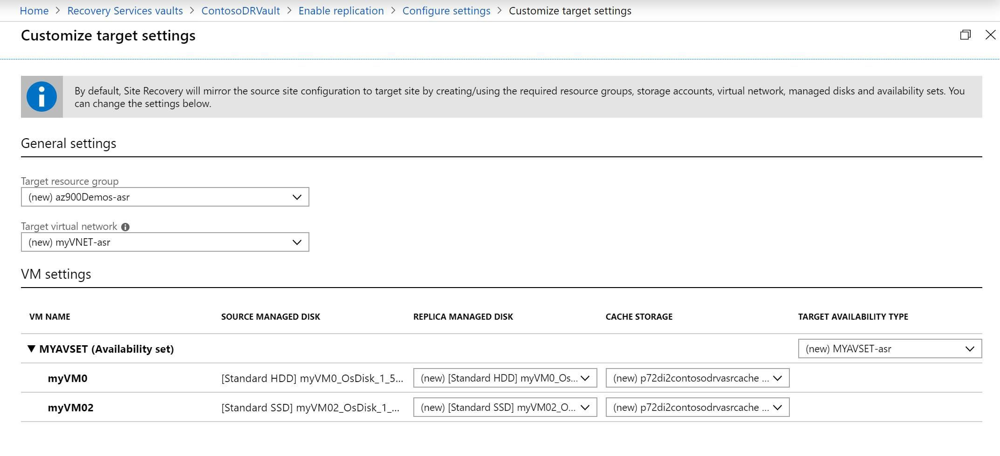 Home > Recovery Services vaults > ContosoDRVault > Enable replication > Configure settings > Customize target settings
Customize target settings
By default, Site Recovery will mirror the source site configuration to target site by creating/using the required resource groups, storage accounts, virtual network, managed disks and availability sets. You
can change the settings below.
General settings
Target resource group
(new) az900Demos-asr
Target virtual network
(new) myVNET-asr
VM settings
VM NAME SOURCE MANAGED DISK REPLICA MANAGED DISK CACHE STORAGE TARGET AVAILABILITY TYPE
MYAVSET (Availability set) (new) MYAVSET-asr
myVM0 [Standard HDD] myVM0_OsDisk_1_5... (new) [Standard HDD] myVM0_Os... (new) p72di2contosodrvasrcache ...
myVM02 [Standard SSD] myVM02_OsDisk_1_... (new) [Standard SSD] myVM02_O... (new) p72di2contosodrvasrcache ...